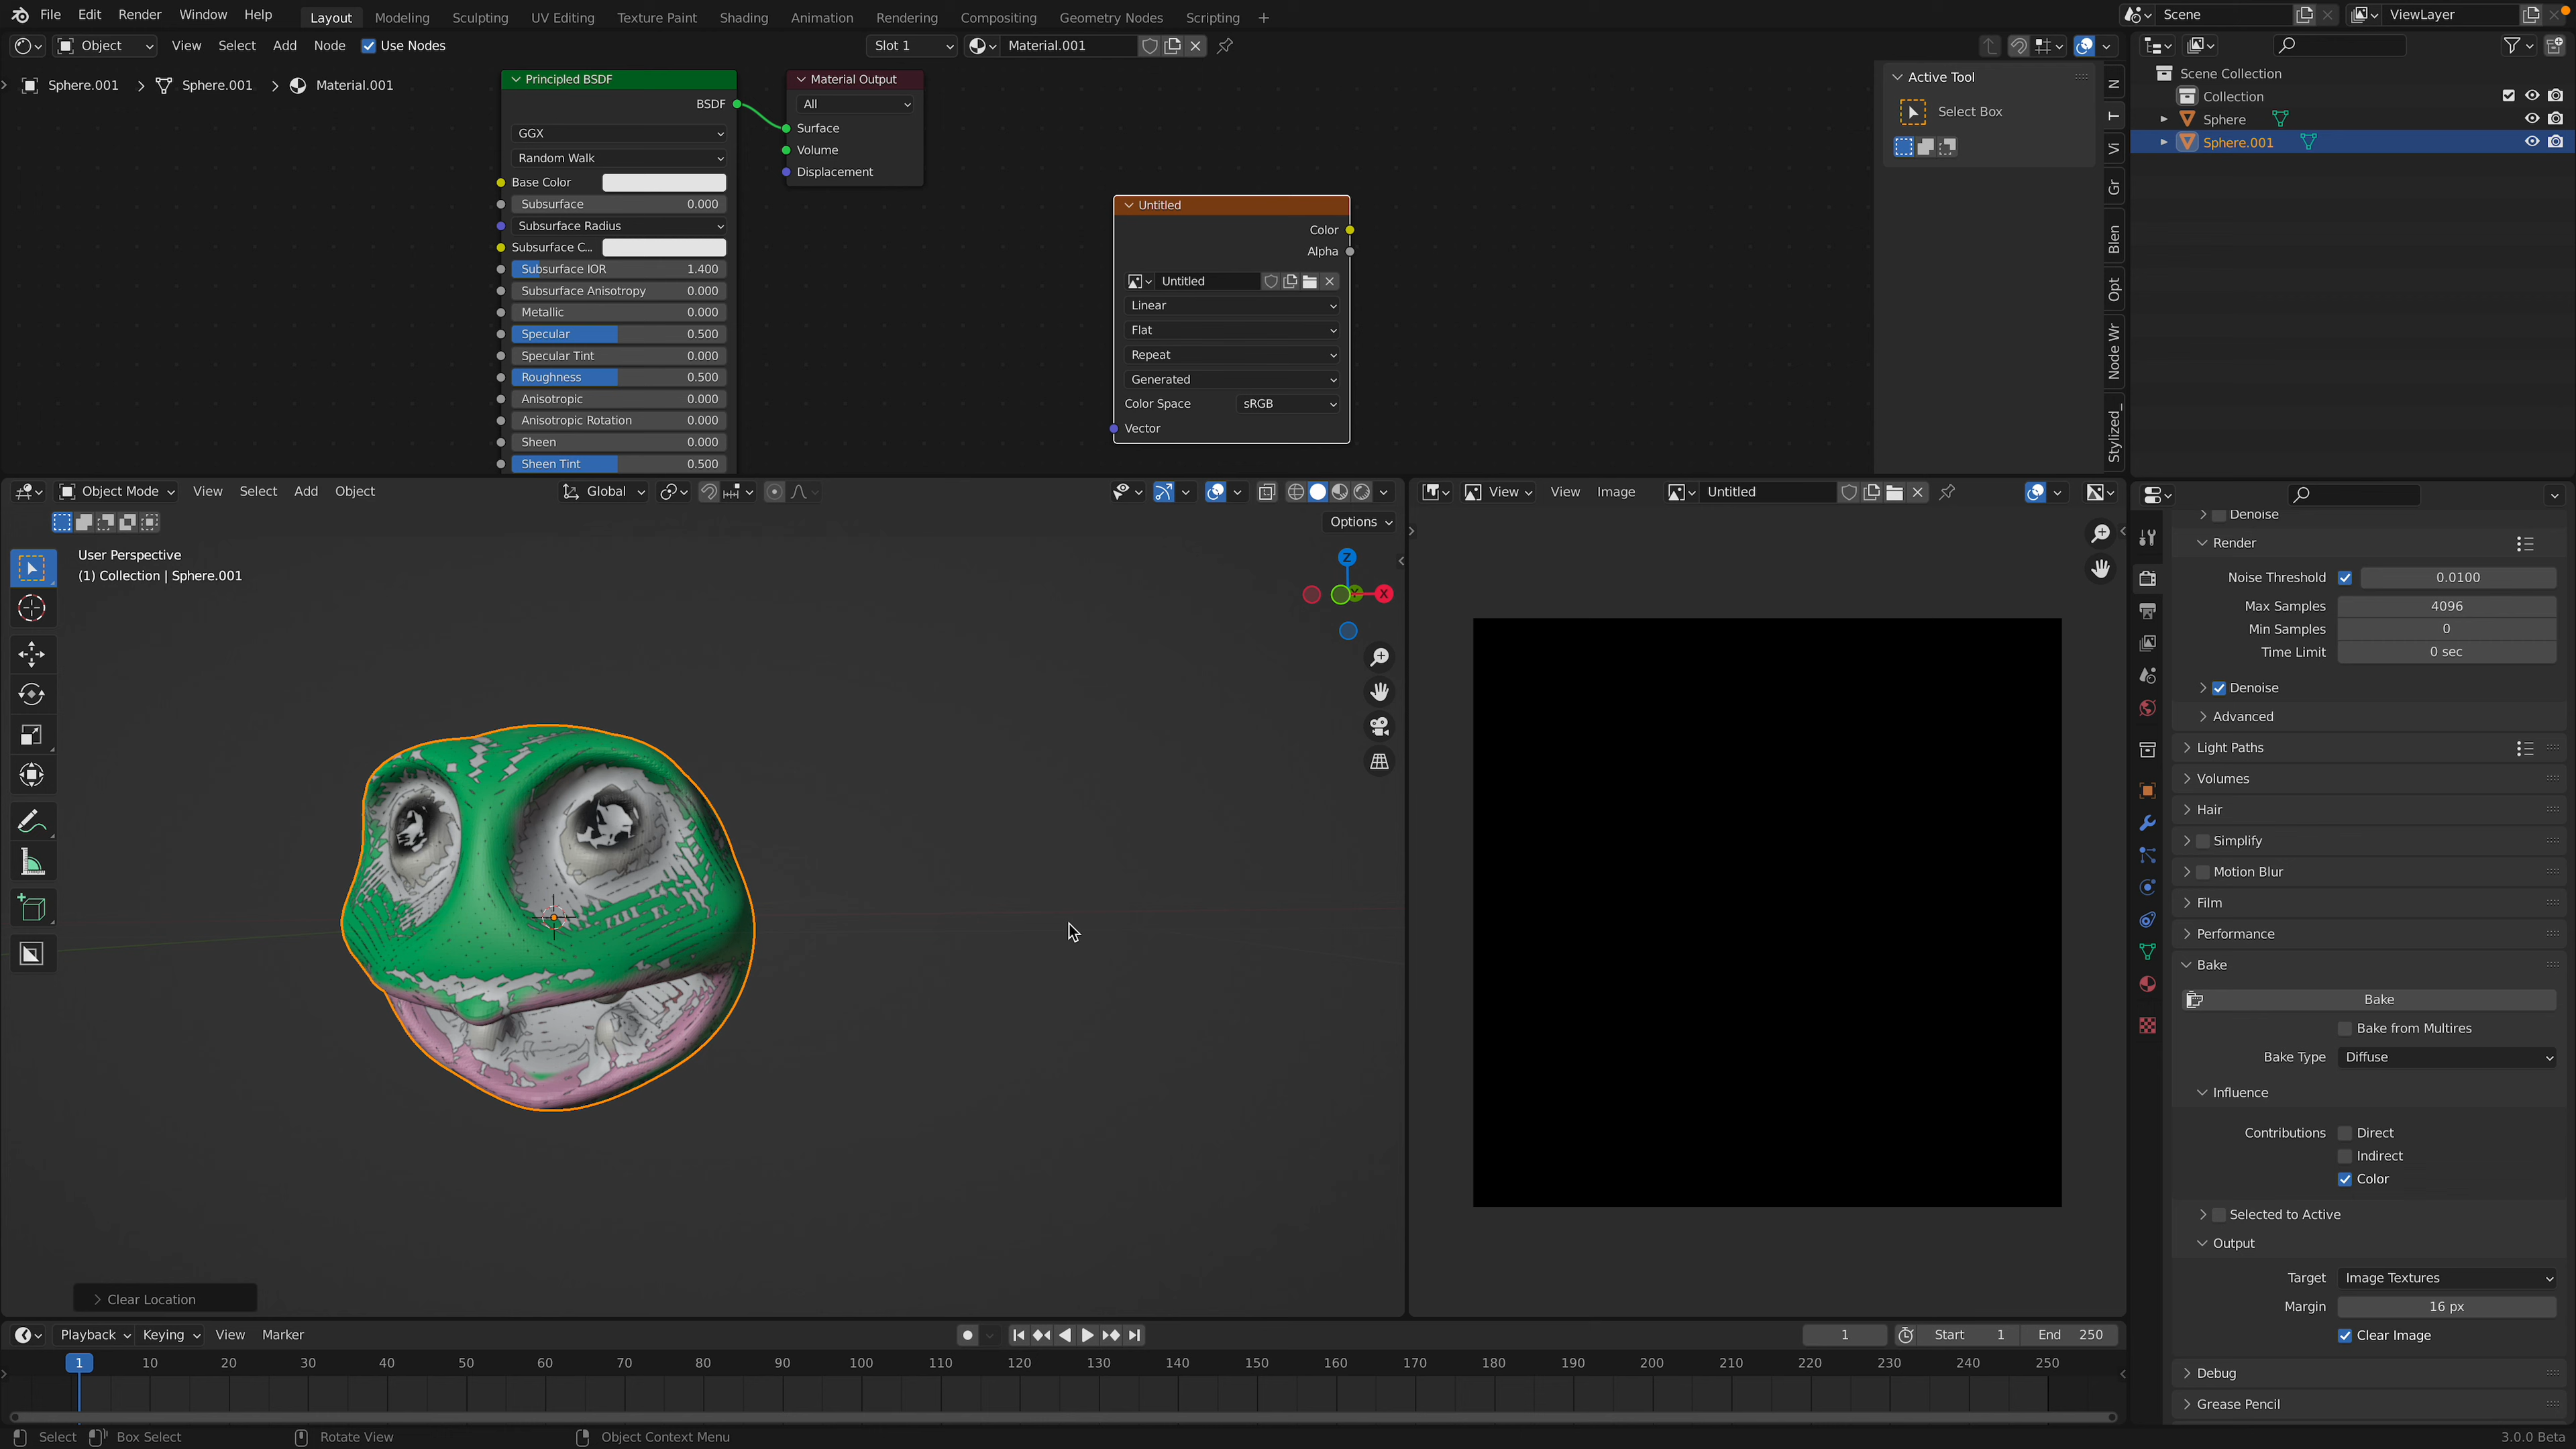 File Edit Render Window Help Layout Modeling Sculpting UV Editing Texture Paint Shading Animation Rendering Compositing Geometry Nodes Scripting + Scene ViewLayer
Object View Select Add Node Use Nodes Slot 1 Material.001
Sphere.001 > Sphere.001 > Material.001
Principled BSDF
BSDF
GGX
Random Walk
Base Color
Subsurface 0.000
Subsurface Radius
Subsurface C...
Subsurface IOR 1.400
Subsurface Anisotropy 0.000
Metallic 0.000
Specular 0.500
Specular Tint 0.000
Roughness 0.500
Anisotropic 0.000
Anisotropic Rotation 0.000
Sheen 0.000
Sheen Tint 0.500
Material Output
All
Surface
Volume
Displacement
Untitled
Color
Alpha
Untitled
Linear
Flat
Repeat
Generated
Color Space sRGB
Vector
Active Tool
Select Box
N
T
Vi
Gr
Blen
Opt
Node Wr
Stylized_
Scene Collection
Collection
Sphere
Sphere.001
Object Mode View Select Add Object Global
Options
User Perspective
(1) Collection | Sphere.001
Z
X
Clear Location
View View Image Untitled
Denoise
Render
Noise Threshold 0.0100
Max Samples 4096
Min Samples 0
Time Limit 0 sec
Denoise
Advanced
Light Paths
Volumes
Hair
Simplify
Motion Blur
Film
Performance
Bake
Bake
Bake from Multires
Bake Type Diffuse
Influence
Contributions Direct
Indirect
Color
Selected to Active
Output
Target Image Textures
Margin 16 px
Clear Image
Debug
Grease Pencil
Playback Keying View Marker 1 Start 1 End 250
1 10 20 30 40 50 60 70 80 90 100 110 120 130 140 150 160 170 180 190 200 210 220 230 240 250
Select Box Select Rotate View Object Context Menu 3.0.0 Beta